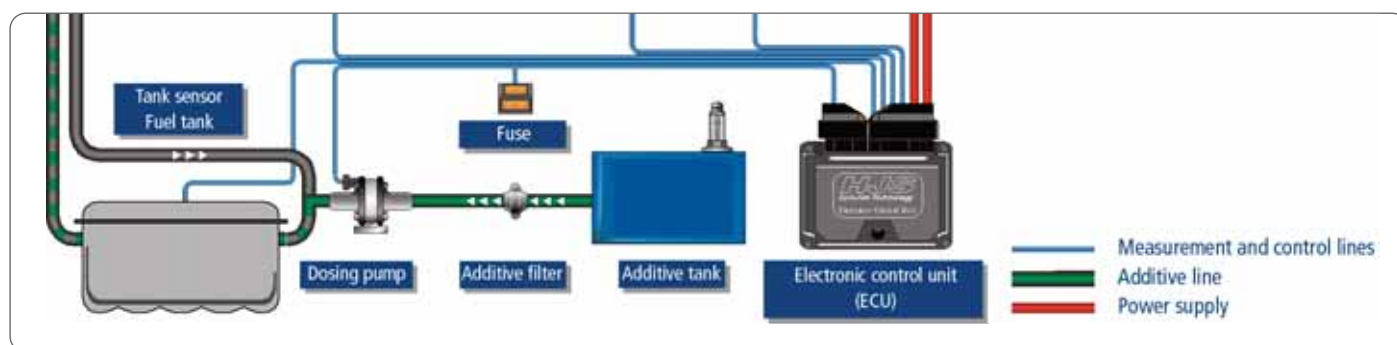 Tank sensor
Fuel tank
Fuse
HJS
Dosing pump
Additive filter
Additive tank
Electronic control unit
(ECU)
Measurement and control lines
Additive line
Power supply